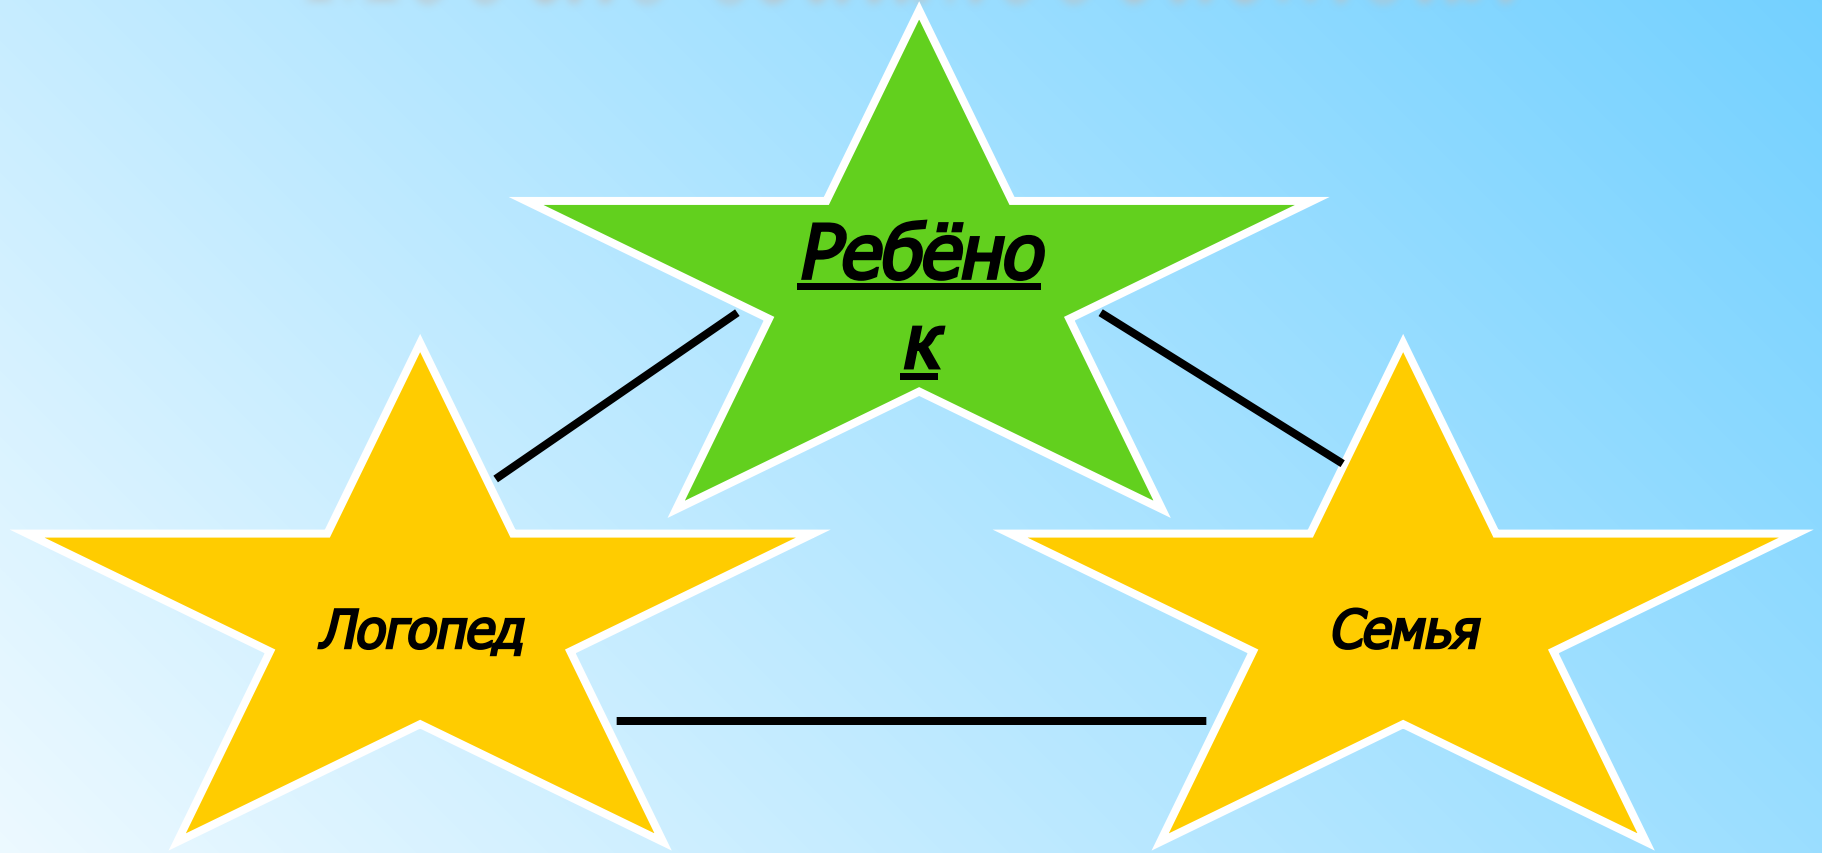 Ребёно
к
Логопед
Семья